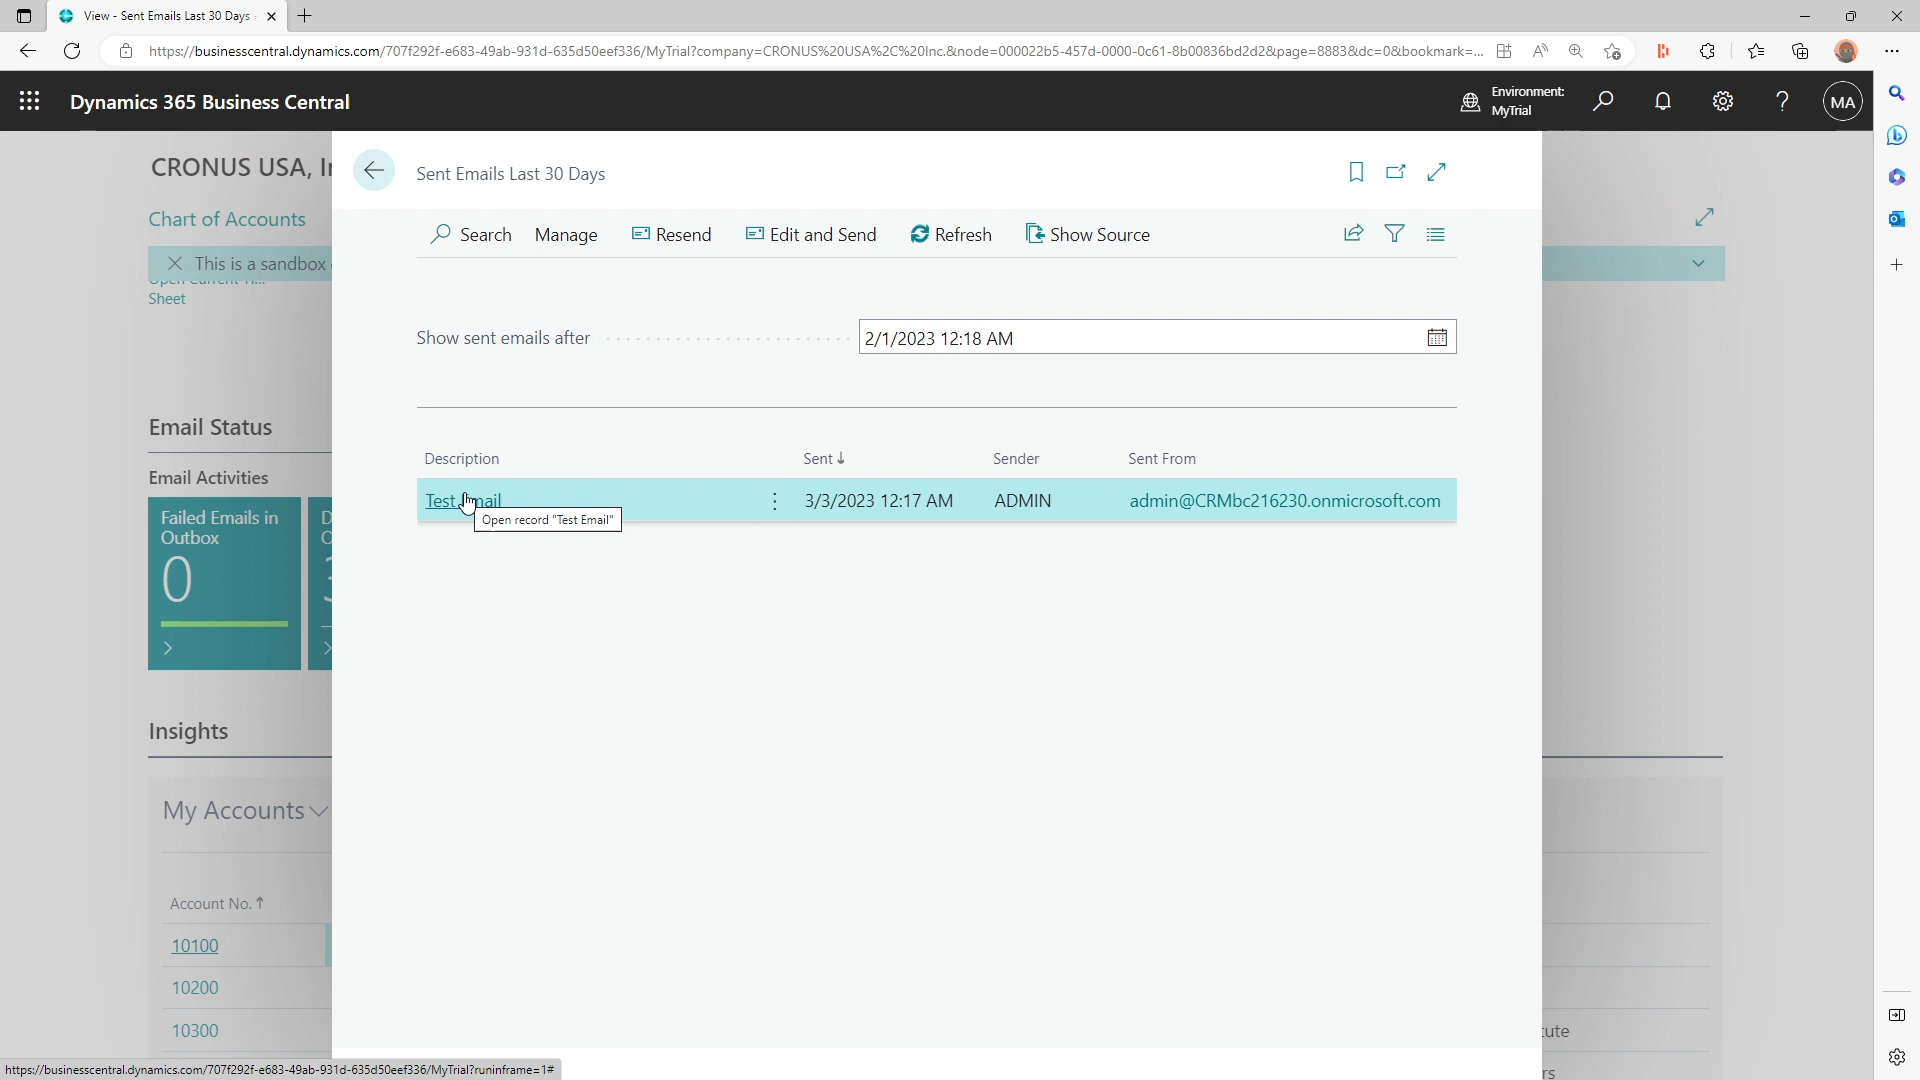 View - Sent Emails Last 30 Days
https://businesscentral.dynamics.com/707f292f-e683-49ab-931d-635d50eef336/MyTrial?company=CRONUS%20USA%2C%20Inc.&node=000022b5-457d-0000-0c61-8b00836bd2d2&page=8883&dc=0&bookmark=...
Dynamics 365 Business Central
Environment:
MyTrial
MA
CRONUS USA, I
Sent Emails Last 30 Days
Chart of Accounts
Search Manage Resend Edit and Send Refresh Show Source
This is a sandbox
Sheet
Show sent emails after 2/1/2023 12:18 AM
Email Status
Email Activities
Description Sent Sender Sent From
Test Email 3/3/2023 12:17 AM ADMIN admin@CRMbc216230.onmicrosoft.com
Open record "Test Email"
Failed Emails in
Outbox
0
Insights
My Accounts
Account No.
10100
10200
10300
ute
rs
https://businesscentral.dynamics.com/707f292f-e683-49ab-931d-635d50eef336/MyTrial?runinframe=1#